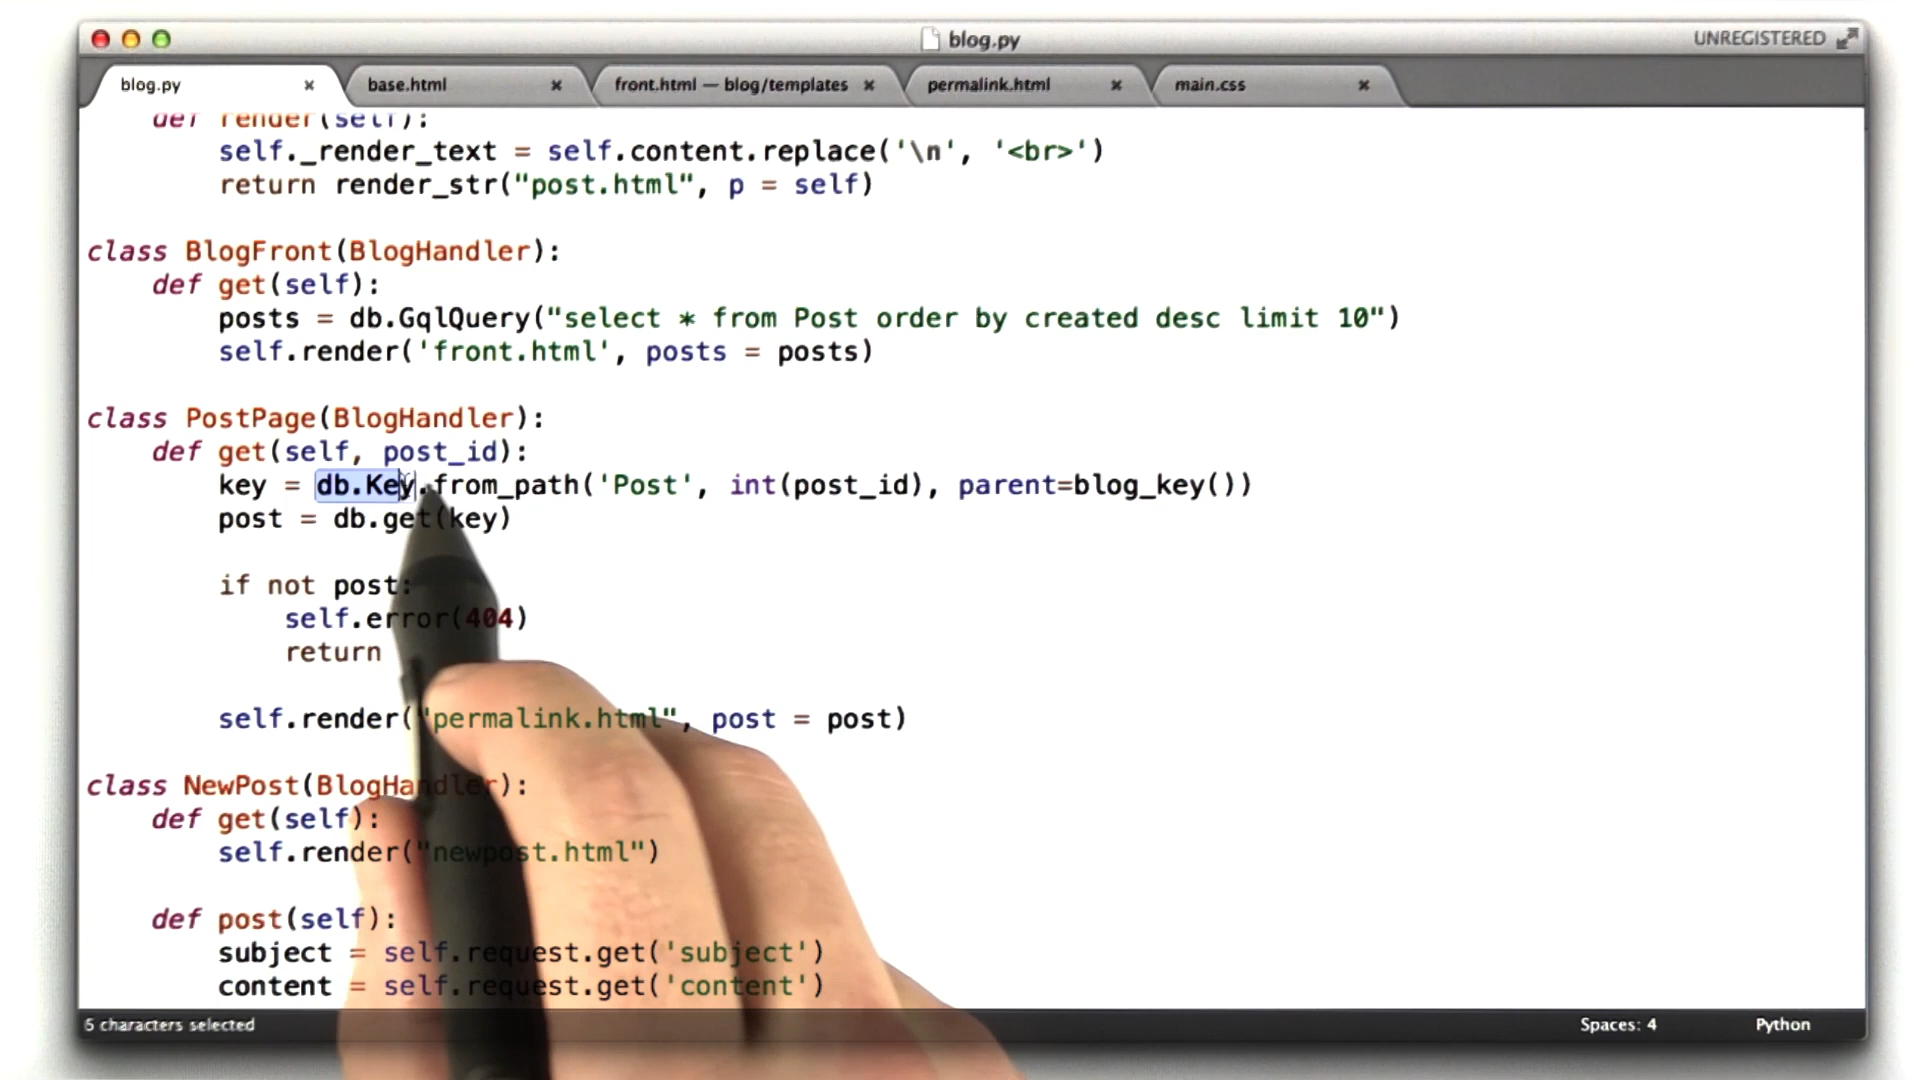 blog.py
UNREGISTERED
blog.py
base.html
front.html — blog/templates
permalink.html
main.css
def render(self):
self._render_text = self.content.replace('\n', '<br>')
return render_str("post.html", p = self)
class BlogFront(BlogHandler):
def get(self):
posts = db.GqlQuery("select * from Post order by created desc limit 10")
self.render('front.html', posts = posts)
class PostPage(BlogHandler):
def get(self, post_id):
key = db.Key.from_path('Post', int(post_id), parent=blog_key())
post = db.get(key)
if not post:
self.error(404)
return
self.render("permalink.html", post = post)
class NewPost(BlogHandler):
def get(self):
self.render("newpost.html")
def post(self):
subject = self.request.get('subject')
content = self.request.get('content')
5 characters selected
Spaces: 4
Python